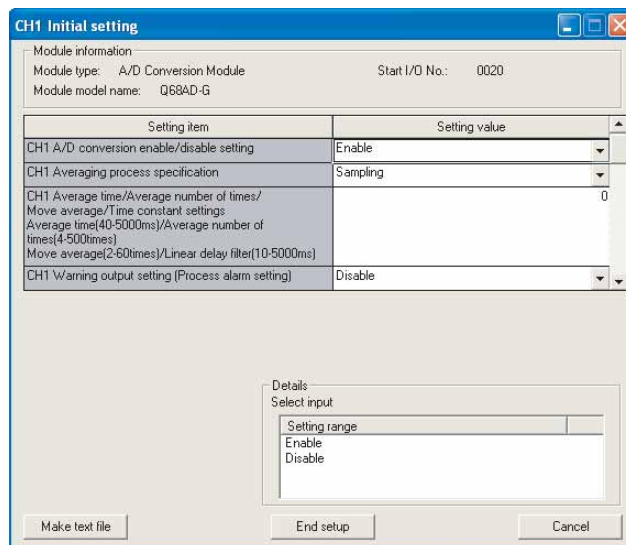 CH1 Initial setting
Module information
Module type: A/D Conversion Module
Start I/O No.: 0020
Module model name: Q68AD-G
Setting item
Setting value
CH1 A/D conversion enable/disable setting
Enable
CH1 Averaging process specification
Sampling
CH1 Average time/Average number of times/
Move average/Time constant settings
Average time(40-5000ms)/Average number of
times(4-500times)
Move average(2-60times)/Linear delay filter(10-5000ms)
0
CH1 Warning output setting (Process alarm setting)
Disable
Details
Select input
Setting range
Enable
Disable
Make text file
End setup
Cancel